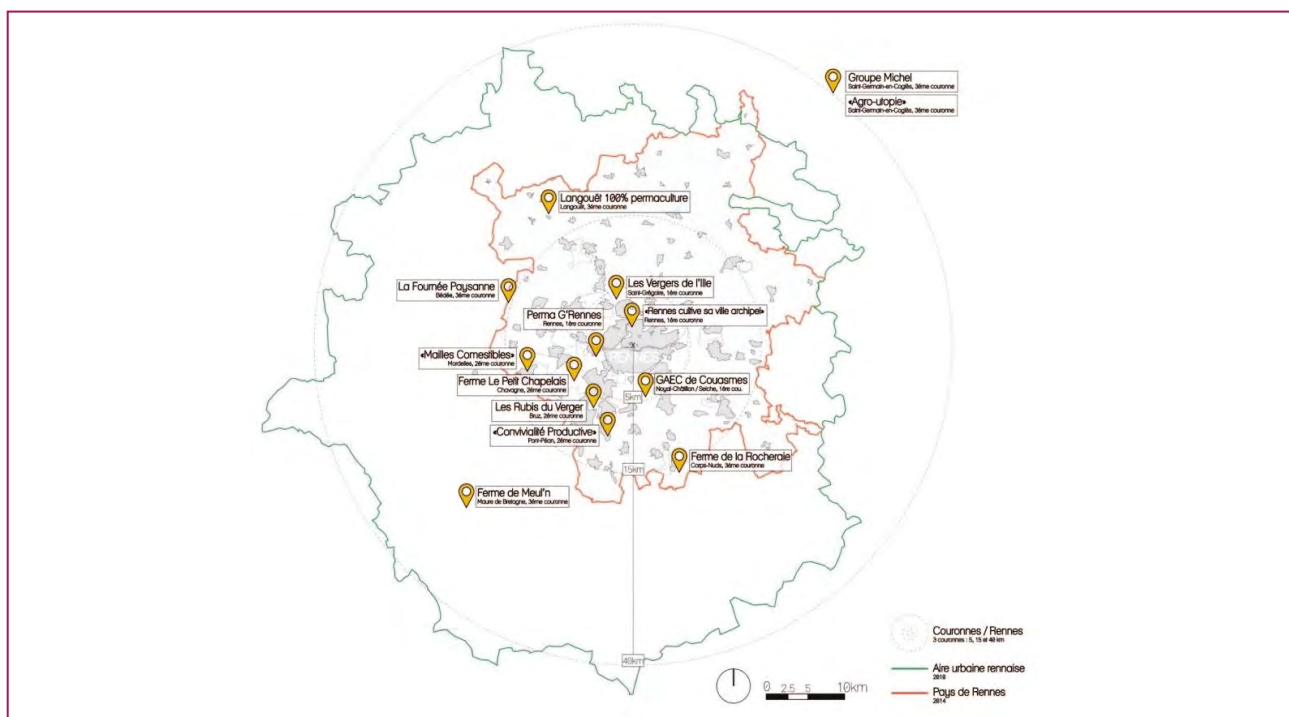 Groupe Michel
Saint-Germain-en-Coglès, 3ème couronne
«Agro-utopie»
Saint-Germain-en-Coglès, 3ème couronne
Langouët 100% permaculture
Langouët, 3ème couronne
La Fournée Paysanne
Bédée, 3ème couronne
Les Vergers de l'Ille
Saint-Grégoire, 1ère couronne
Perma G'Rennes
Rennes, 1ère couronne
«Rennes cultive sa ville archipel»
Rennes, 1ère couronne
RENNES
«Mailles Comestibles»
Mordelles, 2ème couronne
Ferme Le Petit Chapelais
Chavagne, 2ème couronne
GAEC de Couasmes
Noyal-Châtillon / Seiche, 1ère cou.
5km
Les Rubis du Verger
Bruz, 2ème couronne
«Convivialité Productive»
Pont-Péan, 2ème couronne
Ferme de la Rocheraie
Corps-Nuds, 3ème couronne
15km
Ferme de Meul'n
Maure de Bretagne, 3ème couronne
40km
Couronnes / Rennes
3 couronnes : 5, 15 et 40 km
Aire urbaine rennaise
2010
Pays de Rennes
2014
0 2.5 5 10km